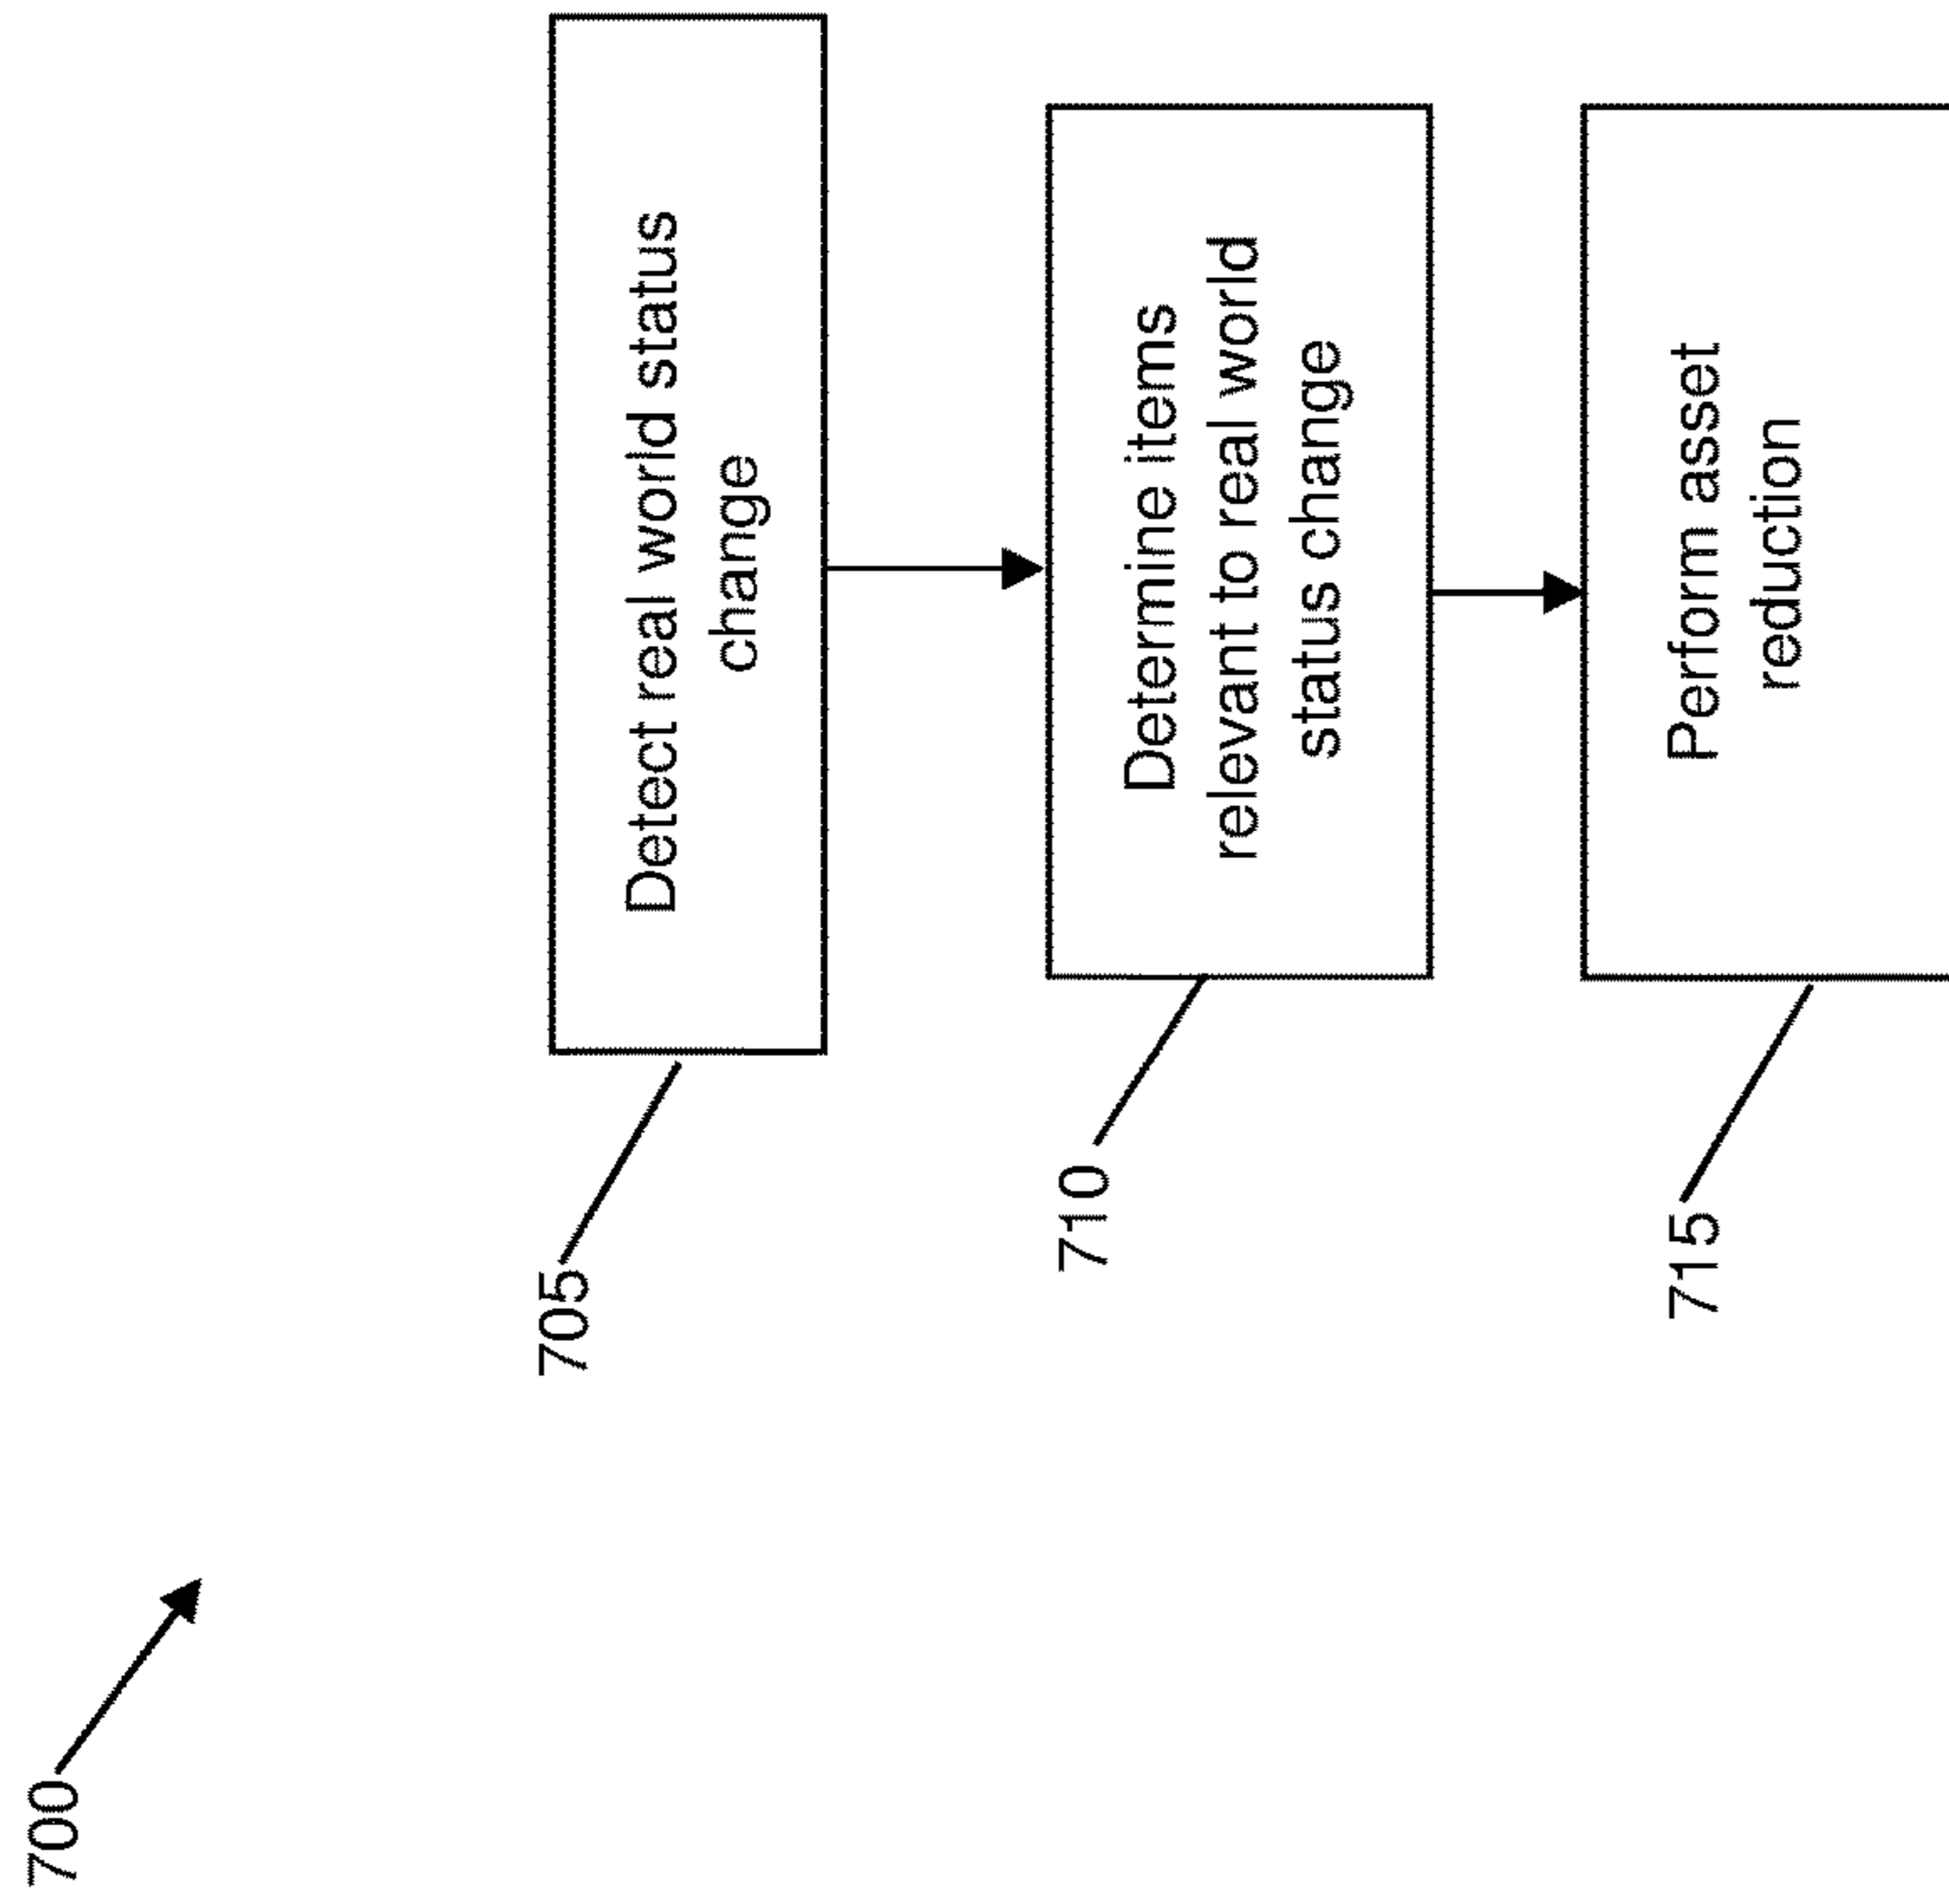 700
705
Detect real world status
change
710
Determine items
relevant to real world
status change
715
Perform asset
reduction